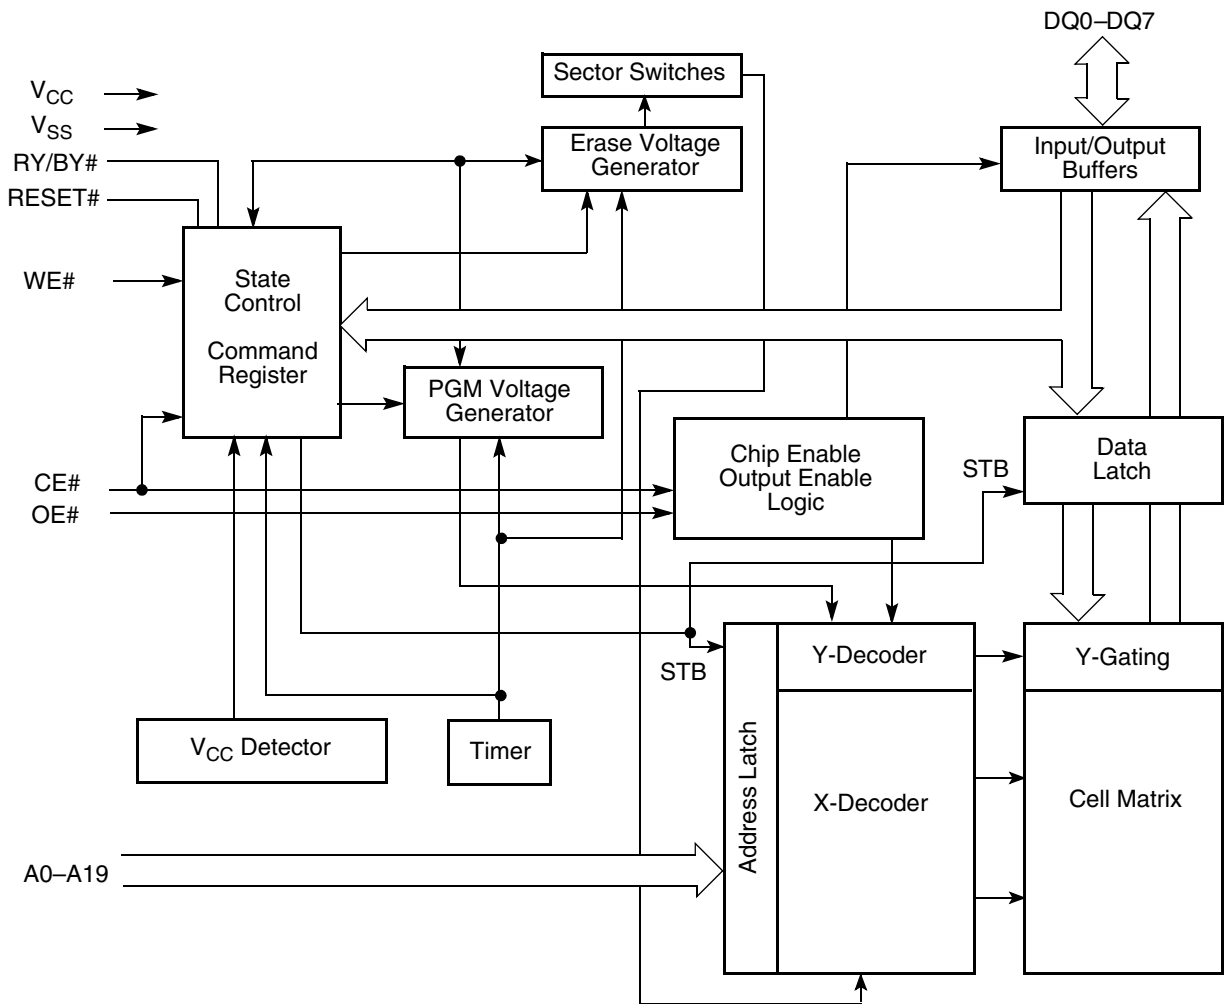 DQ0–DQ7
Sector Switches
VCC
VSS
RY/BY#
RESET#
Erase Voltage
Generator
Input/Output
Buffers
WE#
State
Control
Command
Register
PGM Voltage
Generator
Chip Enable
Output Enable
Logic
STB
Data
Latch
CE#
OE#
STB
Y-Decoder
Y-Gating
VCC Detector
Timer
Address Latch
X-Decoder
Cell Matrix
A0–A19